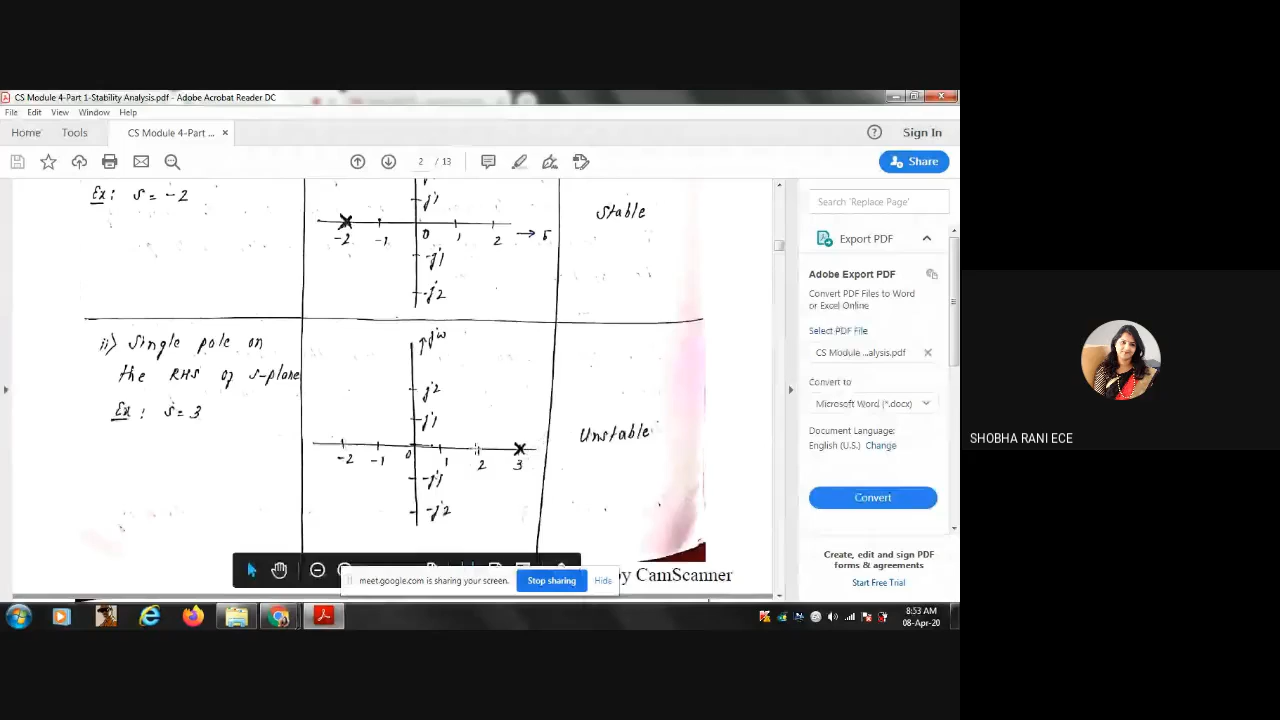 CS Module 4-Part 1-Stability Analysis.pdf - Adobe Acrobat Reader DC
File Edit View Window Help
Home Tools CS Module 4-Part ... × Sign In
2 / 13 Share
Ex: S = -2
j1
-2 -1 0 1 2 → σ
-j1
-j2
Stable
ii) Single pole on
the RHS of S-plane
Ex: S=3
↑jω
j2
j1
-2 -1 0 1 2 3
-j1
-j2
Unstable
by CamScanner
Search 'Replace Page'
Export PDF
Adobe Export PDF
Convert PDF Files to Word
or Excel Online
Select PDF File
CS Module ...alysis.pdf ×
Convert to
Microsoft Word (*.docx)
Document Language:
English (U.S.) Change
Convert
Create, edit and sign PDF
forms & agreements
Start Free Trial
meet.google.com is sharing your screen. Stop sharing Hide
8:53 AM
08-Apr-20
SHOBHA RANI ECE